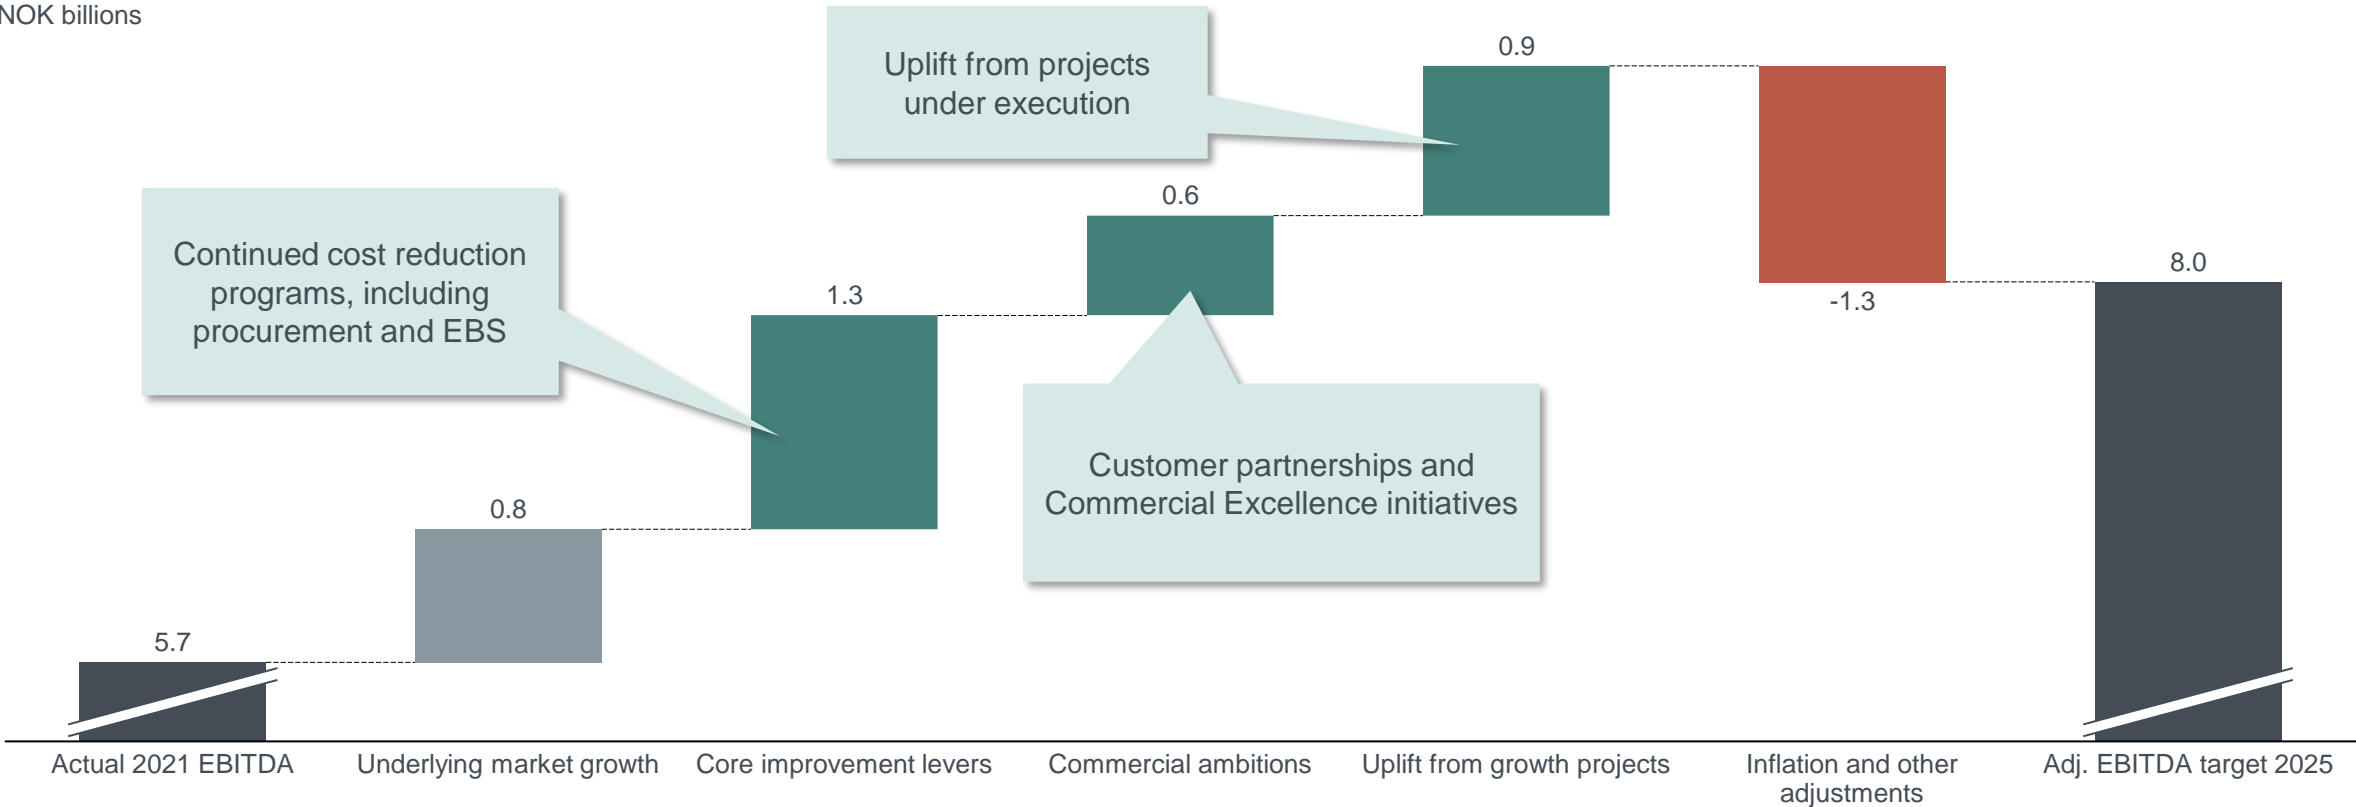 NOK billions
Uplift from projects
under execution
0.9
0.6
Continued cost reduction
programs, including
procurement and EBS
1.3
8.0
-1.3
Customer partnerships and
Commercial Excellence initiatives
0.8
5.7
Actual 2021 EBITDA
Underlying market growth
Core improvement levers
Commercial ambitions
Uplift from growth projects
Inflation and other
adjustments
Adj. EBITDA target 2025